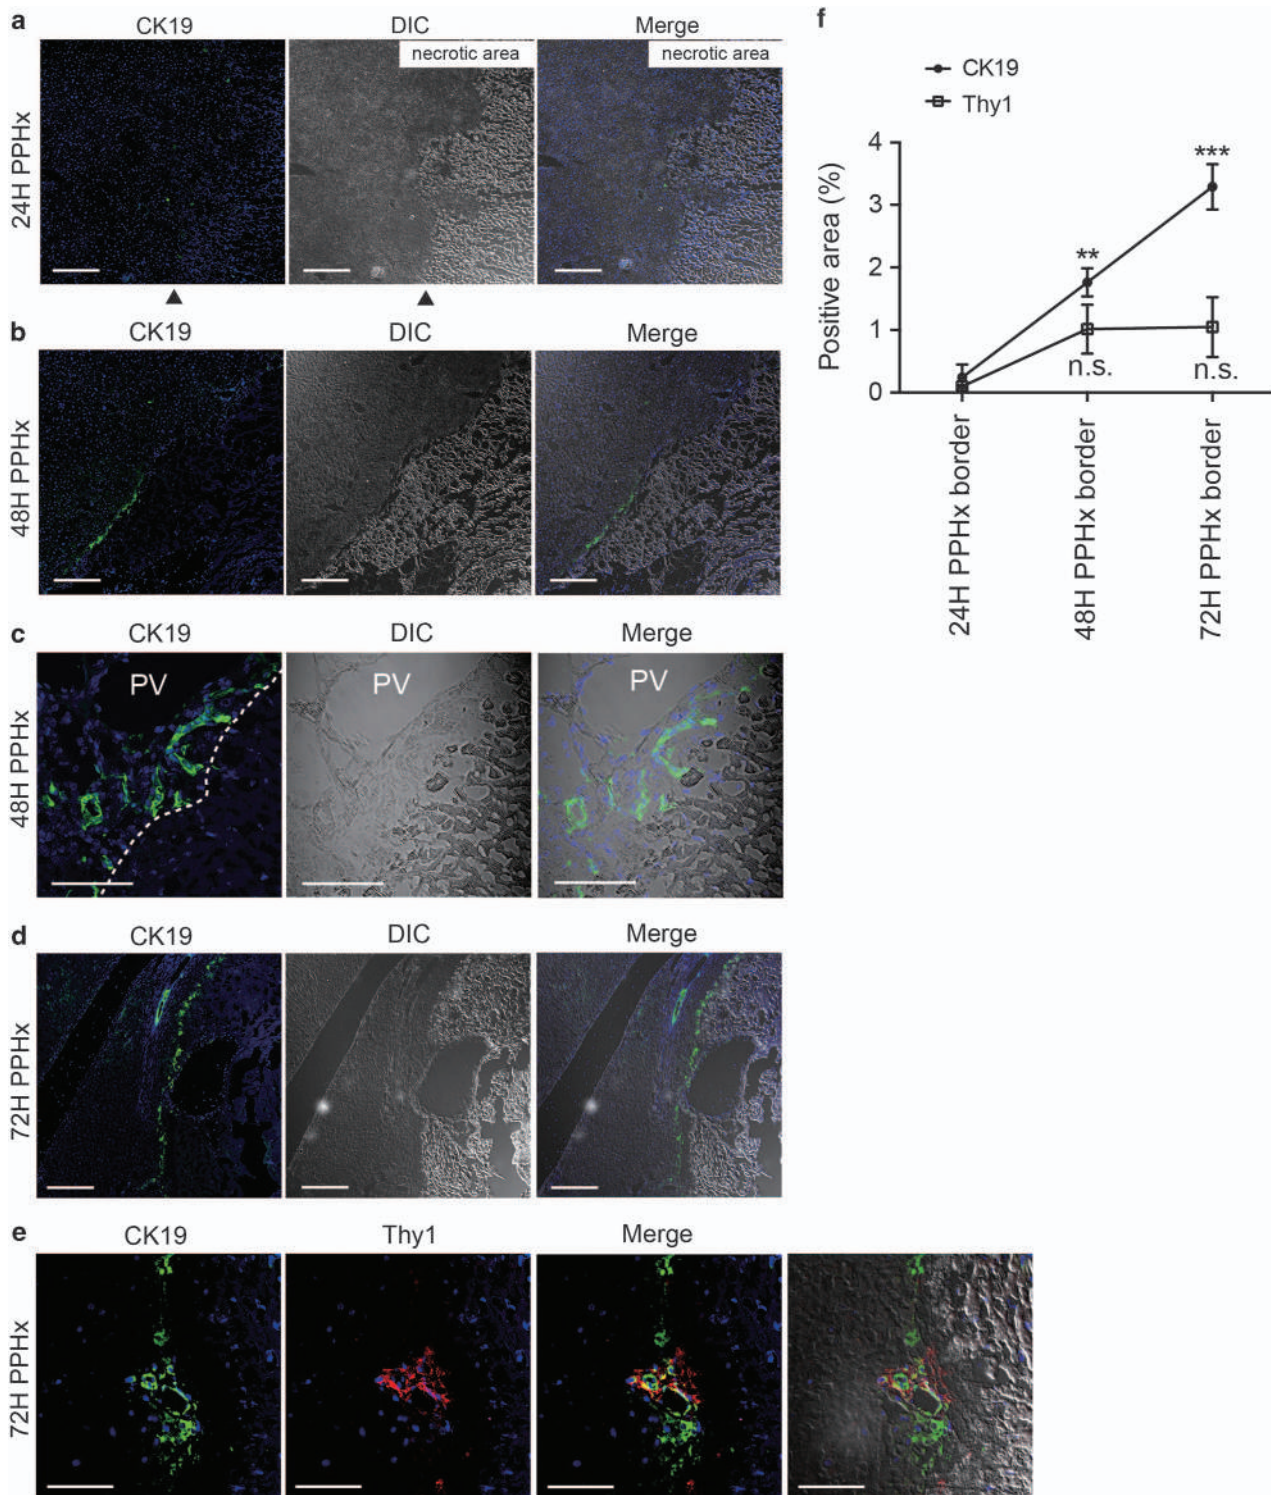 a
CK19
DIC
Merge
24H PPHx
necrotic area
necrotic area
b
CK19
DIC
Merge
48H PPHx
c
CK19
DIC
Merge
48H PPHx
PV
PV
PV
d
CK19
DIC
Merge
72H PPHx
e
CK19
Thy1
Merge
72H PPHx
f
CK19
Thy1
Positive area (%)
4
3
2
1
0
**
***
n.s.
n.s.
24H PPHx border
48H PPHx border
72H PPHx border